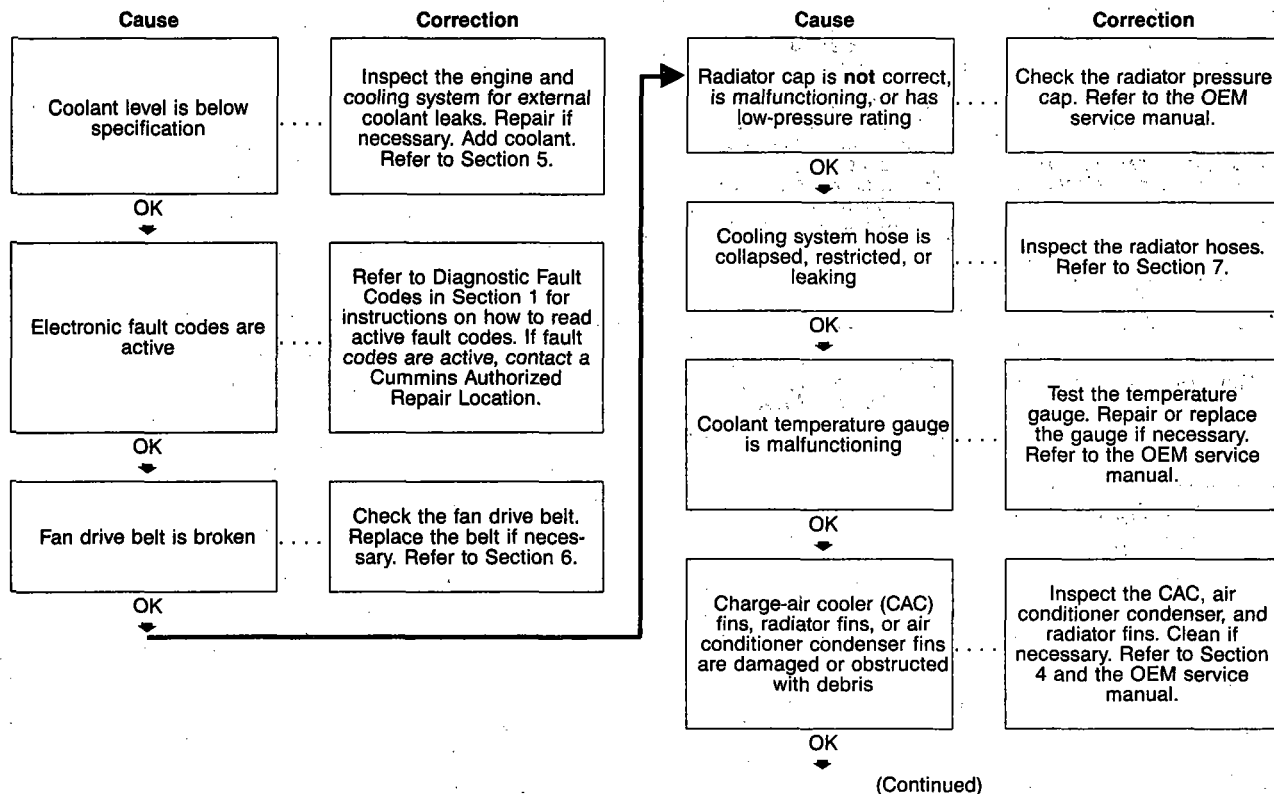 Cause
Correction
Coolant level is below
specification
. . . .
Inspect the engine and
cooling system for external
coolant leaks. Repair if
necessary. Add coolant.
Refer to Section 5.
OK
Electronic fault codes are
active
. . . .
Refer to Diagnostic Fault
Codes in Section 1 for
instructions on how to read
active fault codes. If fault
codes are active, contact a
Cummins Authorized
Repair Location.
OK
Fan drive belt is broken
. . . .
Check the fan drive belt.
Replace the belt if neces-
sary. Refer to Section 6.
OK
Cause
Correction
Radiator cap is not correct,
is malfunctioning, or has
low-pressure rating
. . . .
Check the radiator pressure
cap. Refer to the OEM
service manual.
OK
Cooling system hose is
collapsed, restricted, or
leaking
. . . .
Inspect the radiator hoses.
Refer to Section 7.
OK
Coolant temperature gauge
is malfunctioning
. . . .
Test the temperature
gauge. Repair or replace
the gauge if necessary.
Refer to the OEM service
manual.
OK
Charge-air cooler (CAC)
fins, radiator fins, or air
conditioner condenser fins
are damaged or obstructed
with debris
. . . .
Inspect the CAC, air
conditioner condenser, and
radiator fins. Clean if
necessary. Refer to Section
4 and the OEM service
manual.
OK
(Continued)